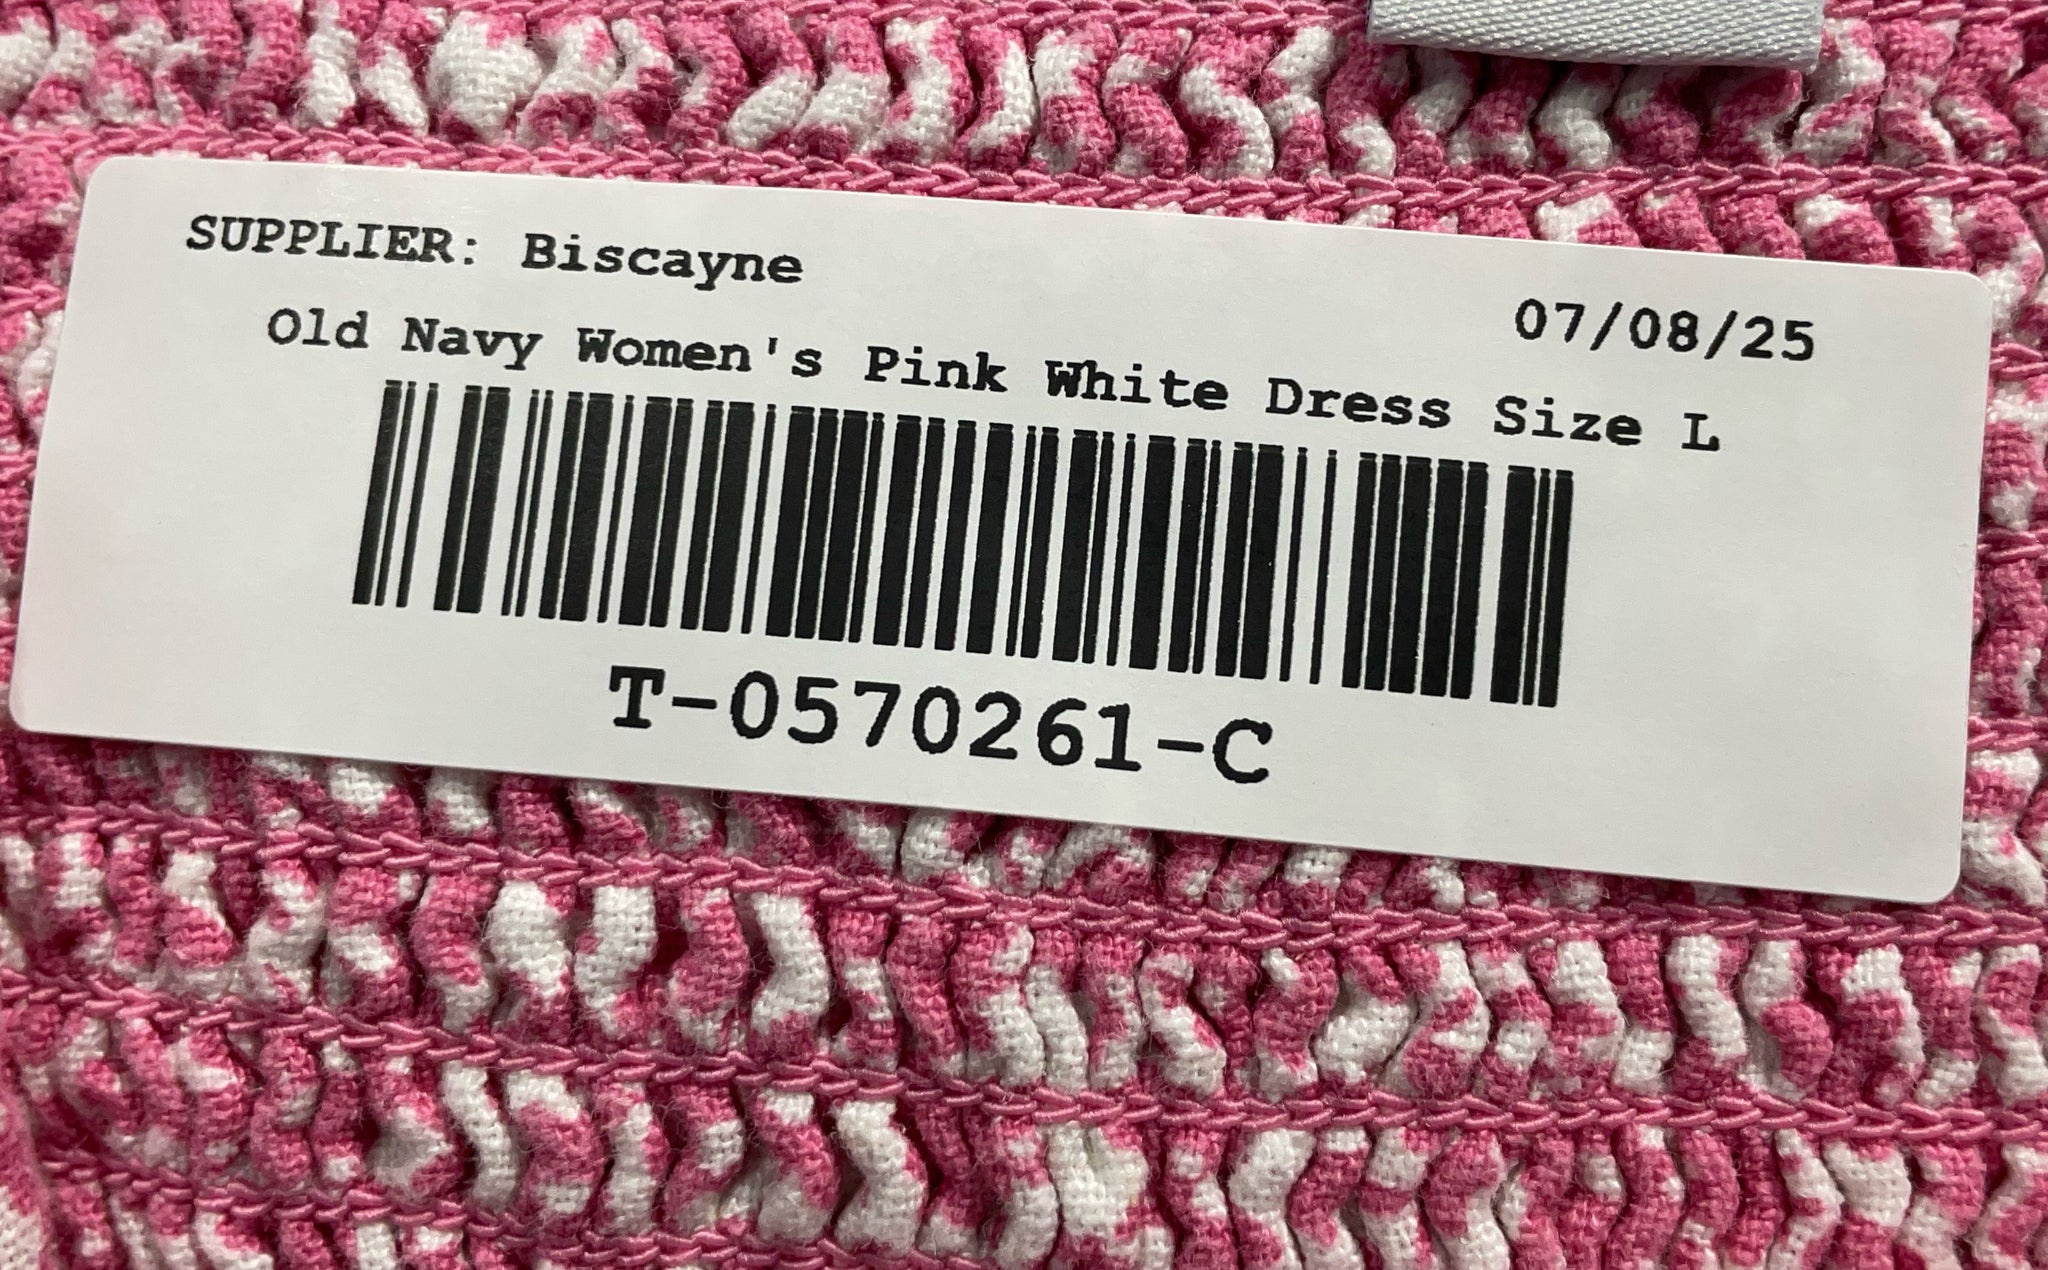 SUPPLIER: Biscayne
07/08/25
Old Navy Women's Pink White Dress Size L
T-0570261-C